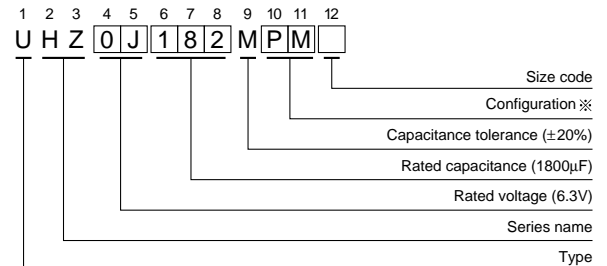 1 2 3 4 5 6 7 8 9 10 11 12
U H Z 0 J 1 8 2 M P M
Size code
Configuration ※
Capacitance tolerance (±20%)
Rated capacitance (1800µF)
Rated voltage (6.3V)
Series name
Type